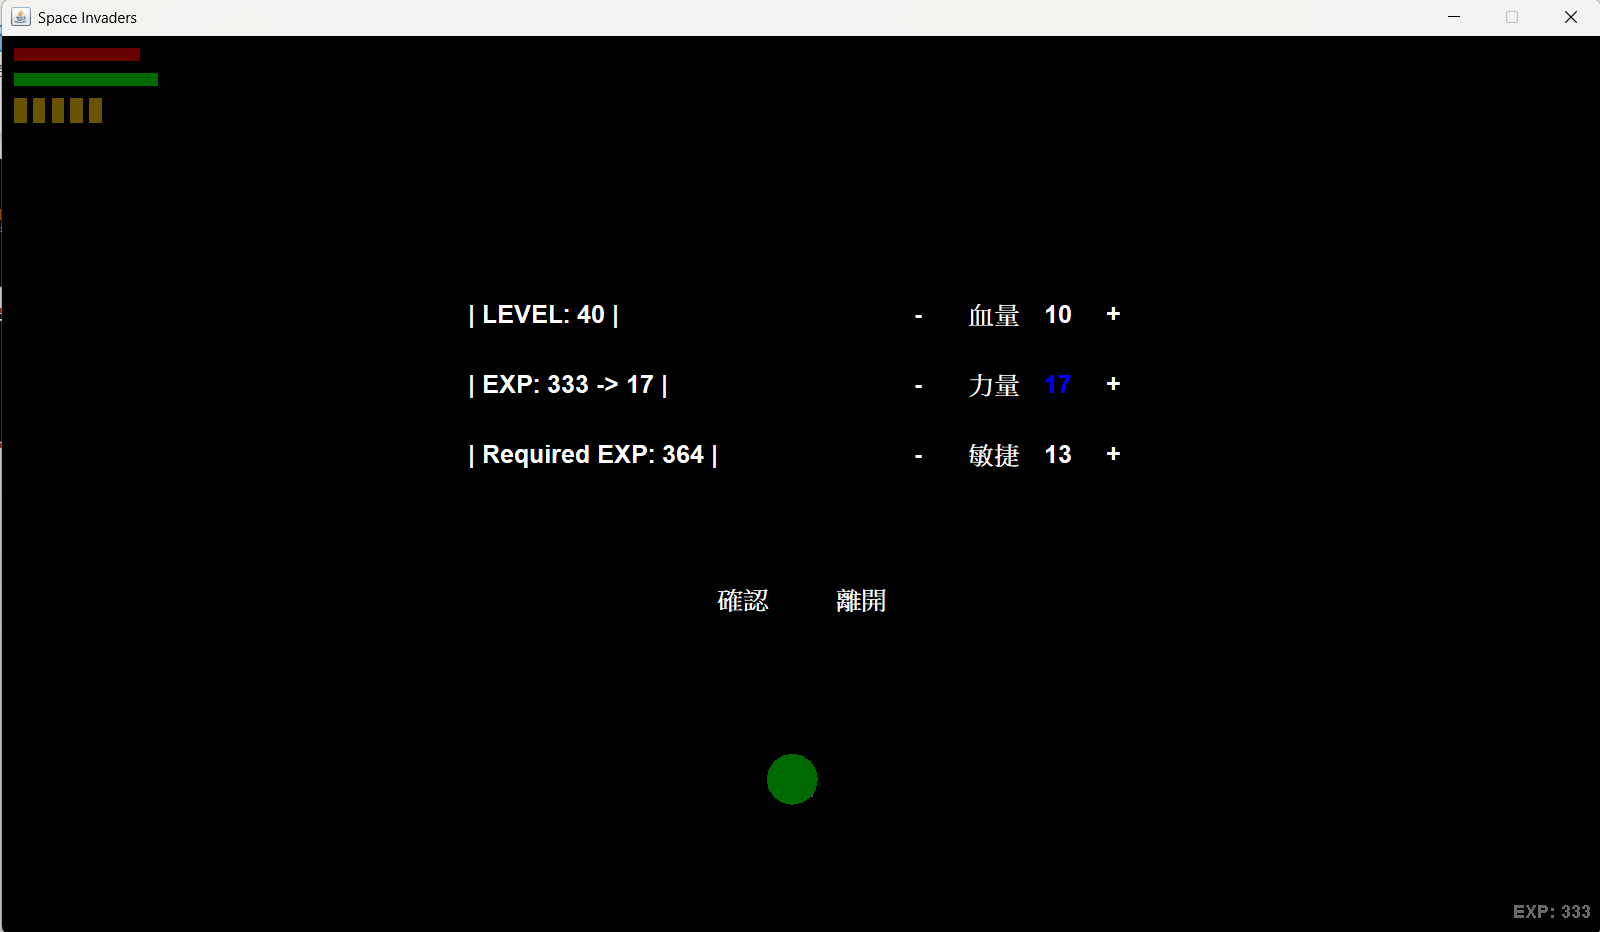 Space Invaders
| LEVEL: 40 | - 血量 10 +
| EXP: 333 -> 17 | - 力量 17 +
| Required EXP: 364 | - 敏捷 13 +
確認 離開
EXP: 333